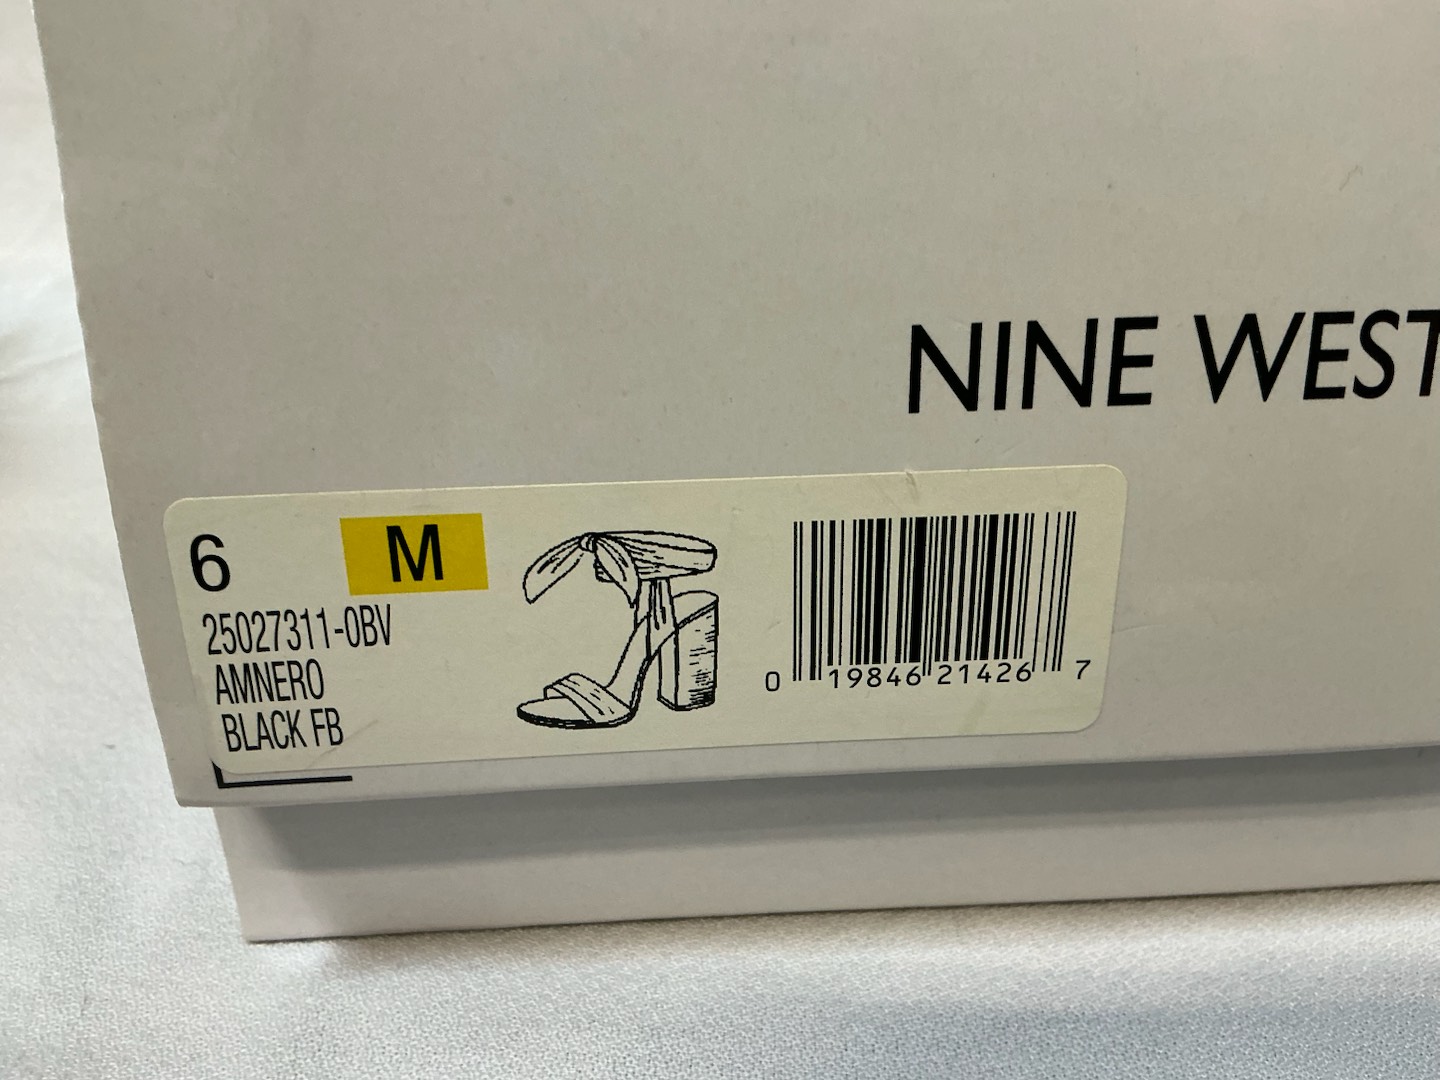 NINE WEST
6 M
25027311-0BV
AMNERO
BLACK FB
0 19846 21426 7